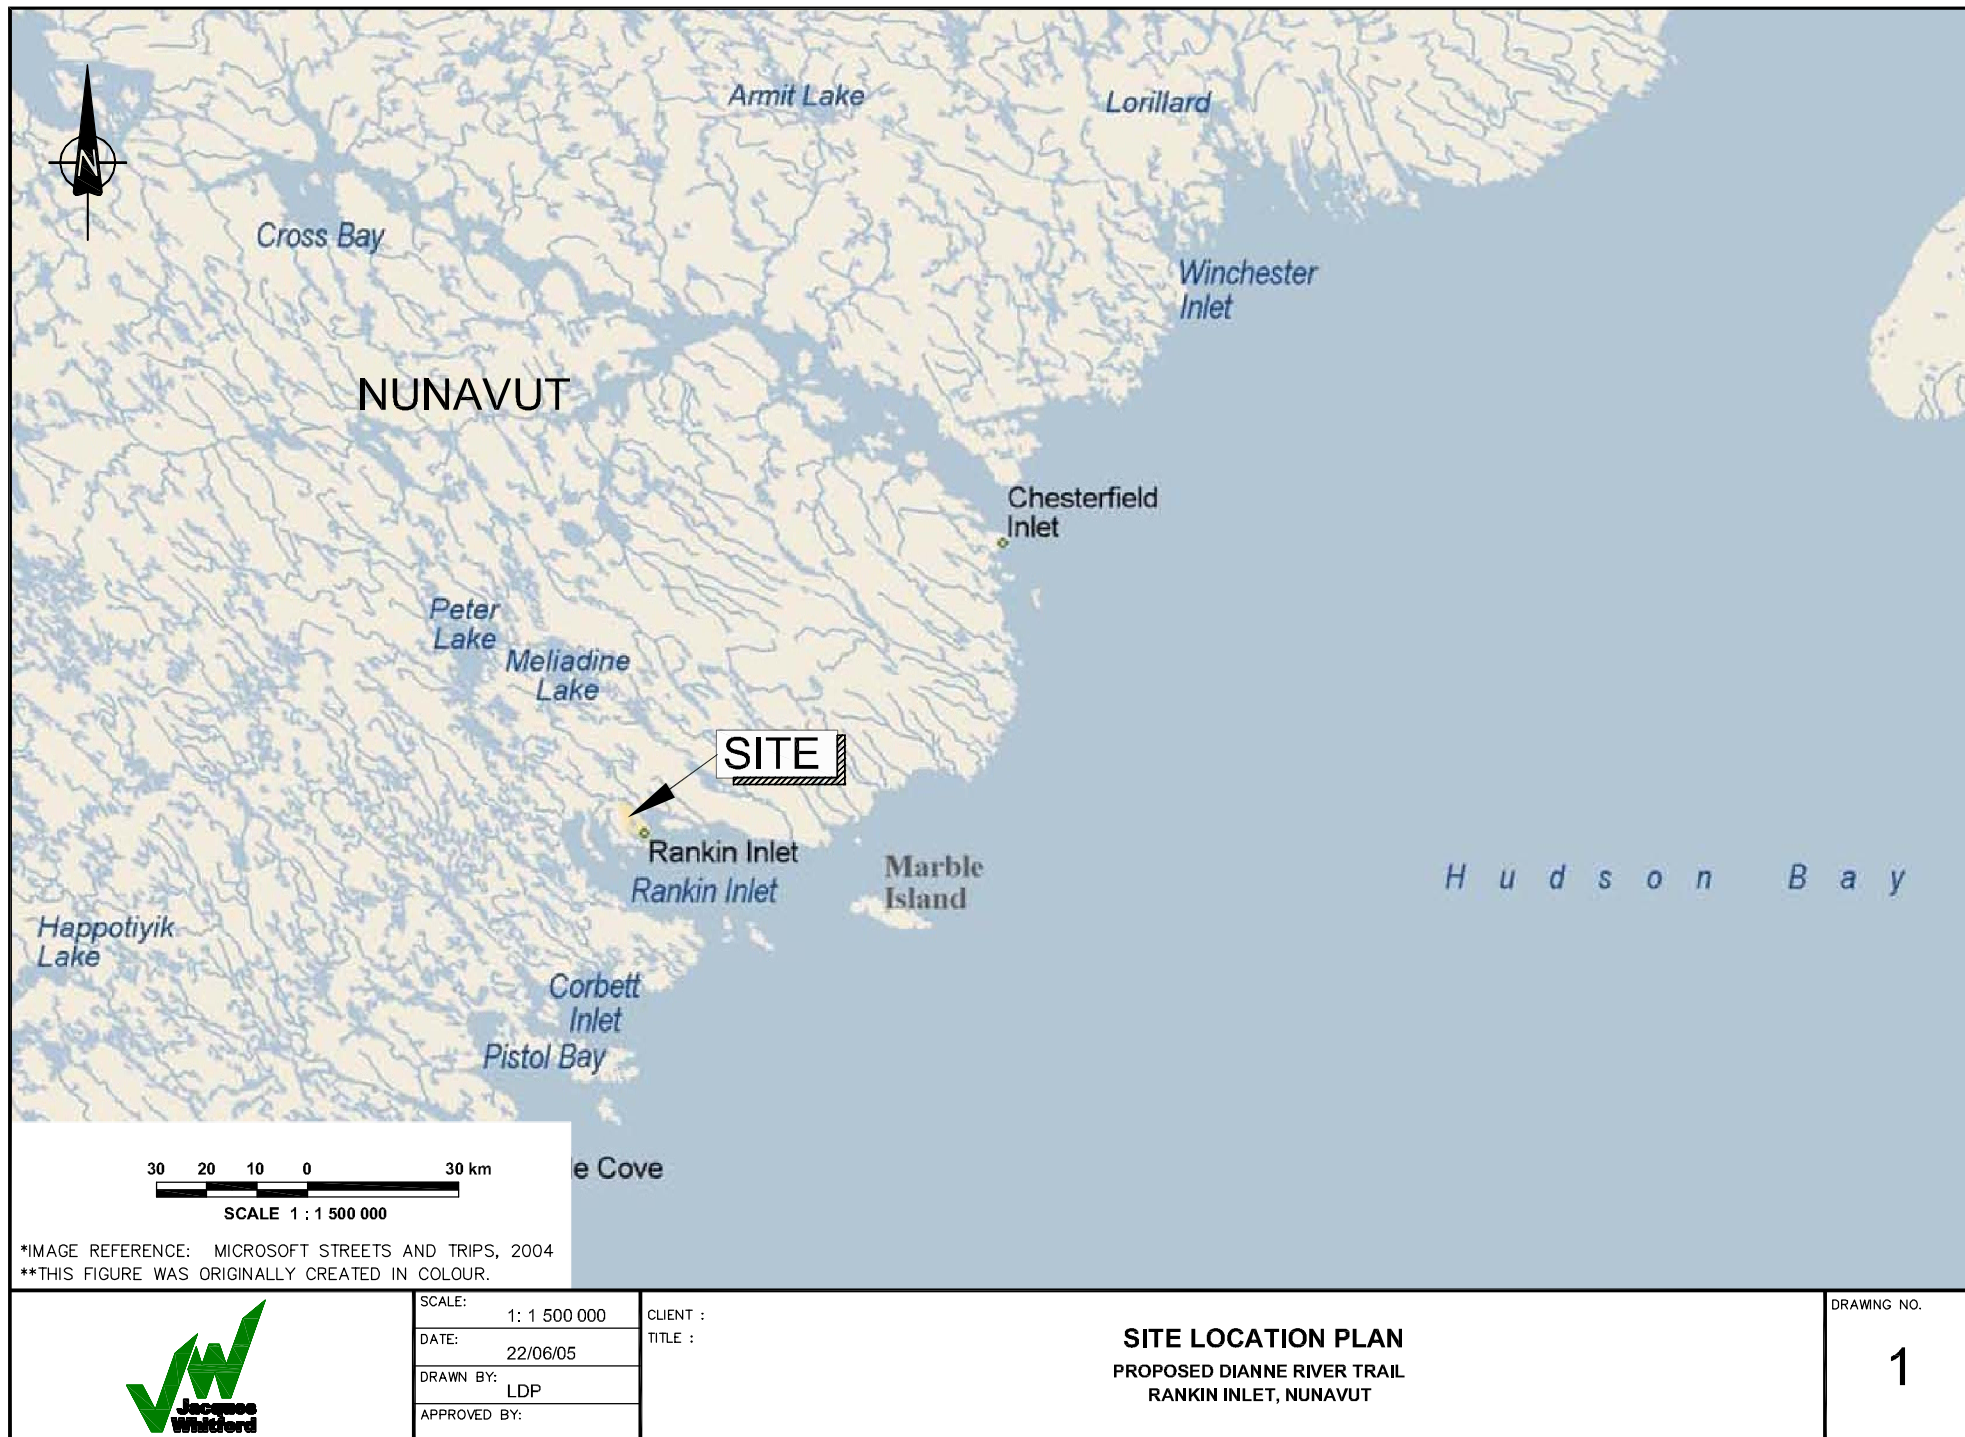 Armit Lake
Lorillard
N
Cross Bay
Winchester
Inlet
NUNAVUT
Chesterfield
Inlet
Peter
Lake
Meliadine
Lake
SITE
Rankin Inlet
Rankin Inlet
Marble
Island
Hudson Bay
Happotiyik
Lake
Corbett
Inlet
Pistol Bay
le Cove
30 20 10 0 30 km
SCALE 1 : 1 500 000
*IMAGE REFERENCE: MICROSOFT STREETS AND TRIPS, 2004
**THIS FIGURE WAS ORIGINALLY CREATED IN COLOUR.
Jacques
Whitford
SCALE:
1: 1 500 000
DATE:
22/06/05
DRAWN BY:
LDP
APPROVED BY:
CLIENT :
TITLE :
SITE LOCATION PLAN
PROPOSED DIANNE RIVER TRAIL
RANKIN INLET, NUNAVUT
DRAWING NO.
1